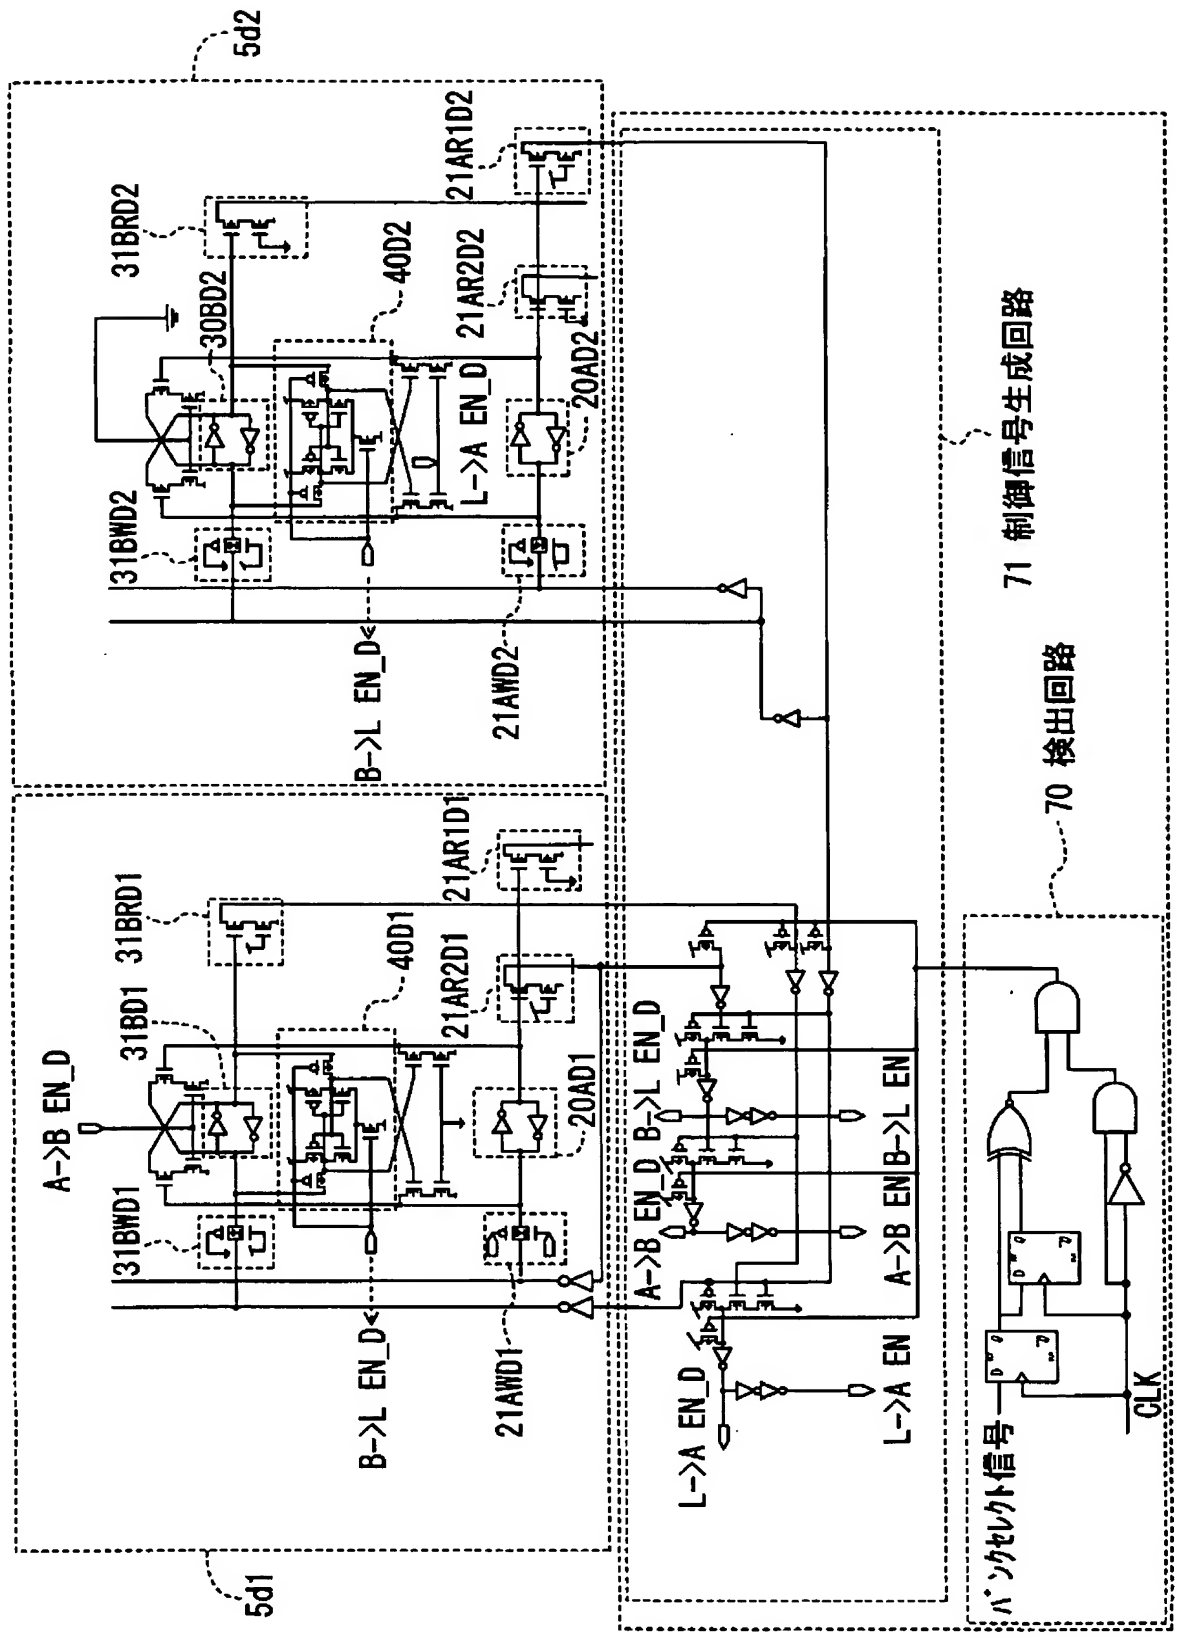 5d1
5d2
A->B EN_D
31BWD1
31BD1
31BRD1
40D1
B->L EN_D
21AWD1
20AD1
21AR2D1
21AR1D1
31BWD2
30BD2
31BRD2
40D2
B->L EN_D
L->A EN_D
21AWD2
20AD2
21AR2D2
21AR1D2
L->A EN_D
A->B EN_D
B->L EN_D
L->A EN
A->B EN
B->L EN
71 制御信号生成回路
70 検出回路
バンクセレクト信号
CLK